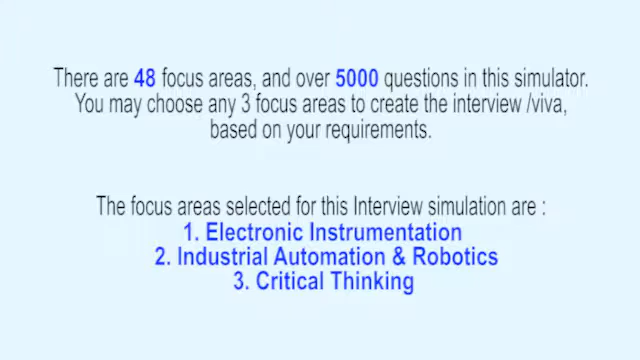 There are 48 focus areas, and over 5000 questions in this simulator.
You may choose any 3 focus areas to create the interview /viva,
based on your requirements.
The focus areas selected for this Interview simulation are :
1. Electronic Instrumentation
2. Industrial Automation & Robotics
3. Critical Thinking